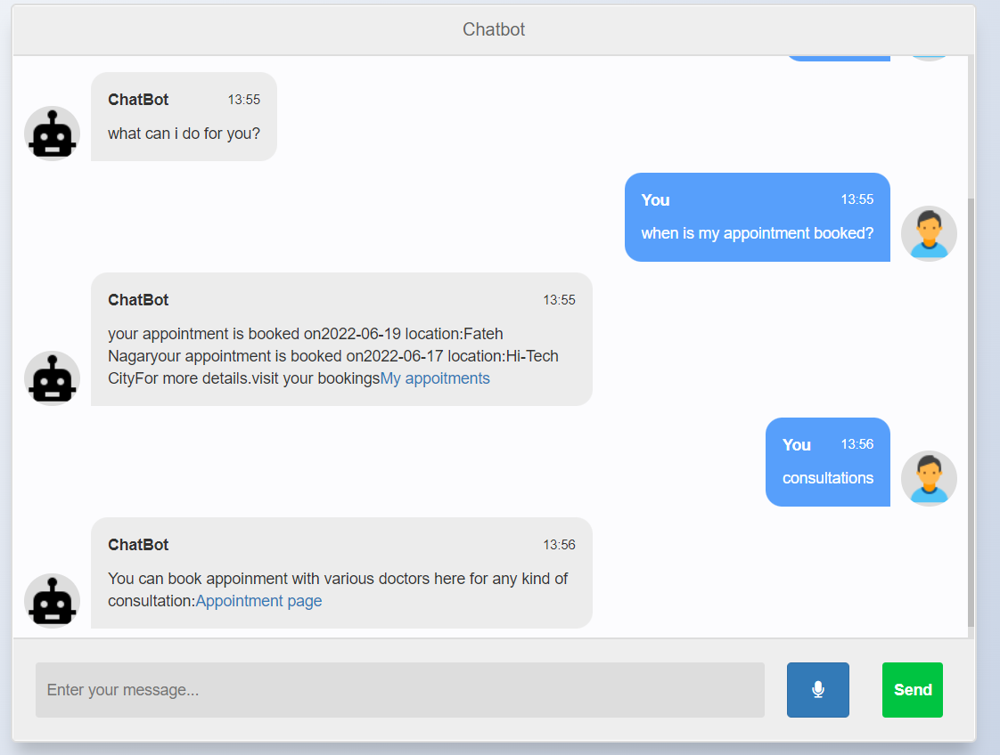 Chatbot
ChatBot 13:55
what can i do for you?
You 13:55
when is my appointment booked?
ChatBot 13:55
your appointment is booked on2022-06-19 location:Fateh
Nagaryour appointment is booked on2022-06-17 location:Hi-Tech
CityFor more details.visit your bookingsMy appoitments
You 13:56
consultations
ChatBot 13:56
You can book appoinment with various doctors here for any kind of
consultation:Appointment page
Enter your message...
Send